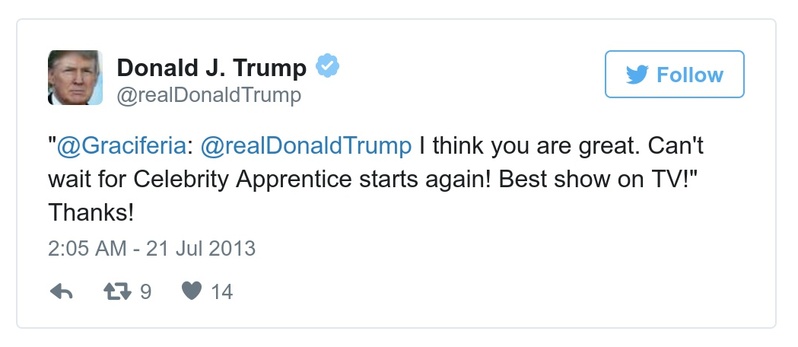 Donald J. Trump
@realDonaldTrump
Follow
"@Graciferia: @realDonaldTrump I think you are great. Can't
wait for Celebrity Apprentice starts again! Best show on TV!"
Thanks!
2:05 AM - 21 Jul 2013
9 14